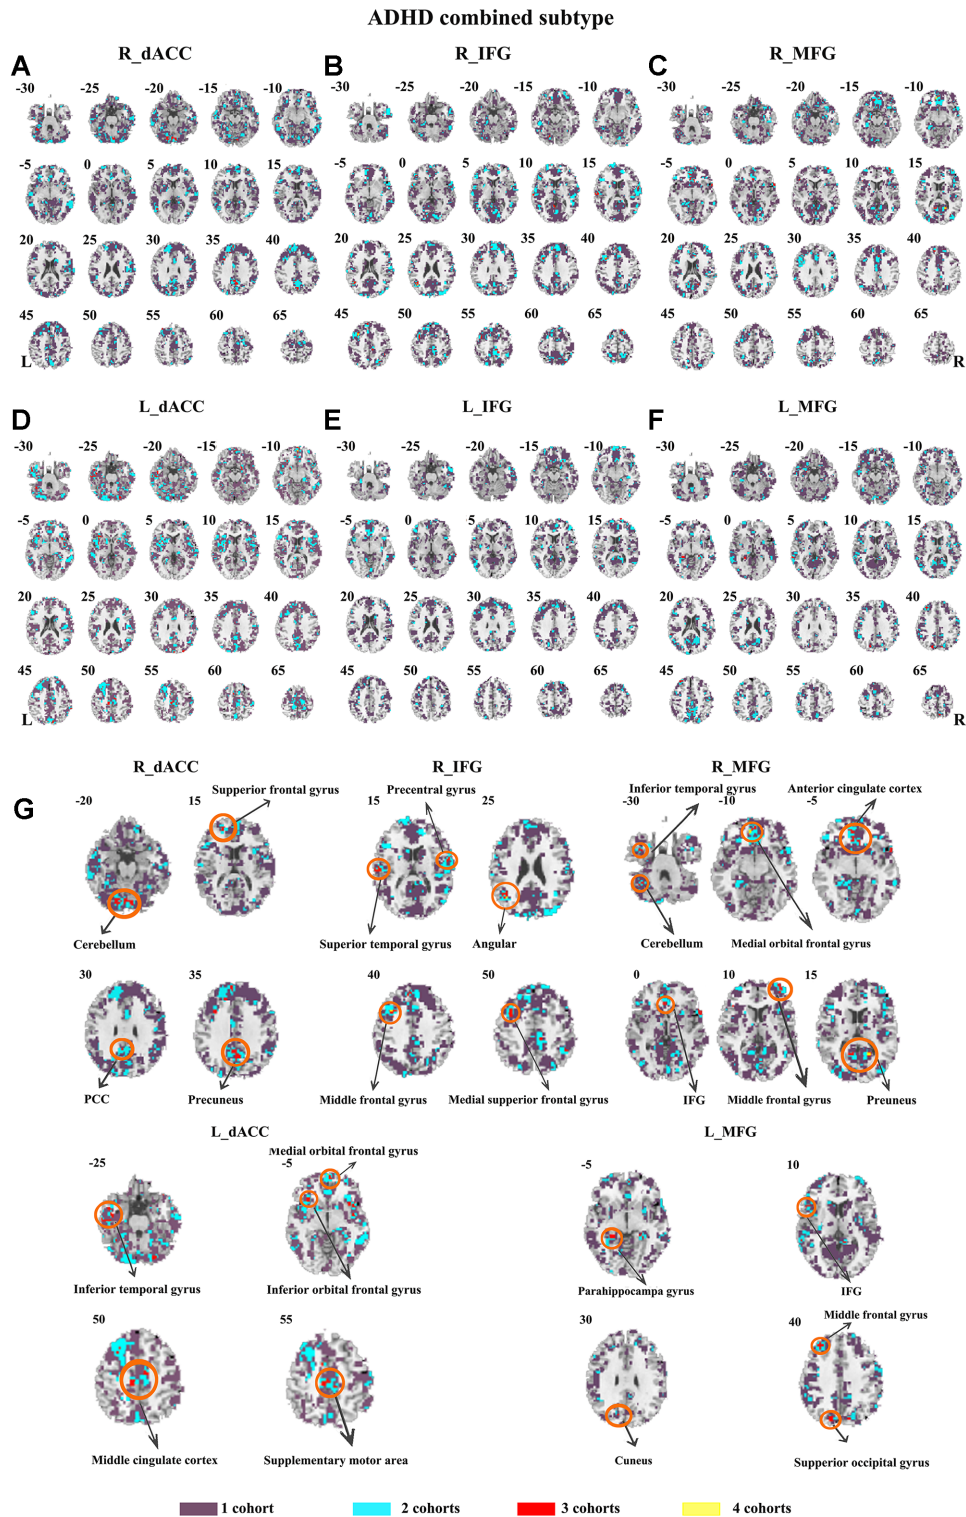 ADHD combined subtype
R_dACC
R_IFG
R_MFG
A
B
C
-30 -25 -20 -15 -10
-30 -25 -20 -15 -10
-30 -25 -20 -15 -10
-5 0 5 10 15
-5 0 5 10 15
-5 0 5 10 15
20 25 30 35 40
20 25 30 35 40
20 25 30 35 40
45 50 55 60 65
45 50 55 60 65
45 50 55 60 65
L
R
L_dACC
L_IFG
L_MFG
D
E
F
-30 -25 -20 -15 -10
-30 -25 -20 -15 -10
-30 -25 -20 -15 -10
-5 0 5 10 15
-5 0 5 10 15
-5 0 5 10 15
20 25 30 35 40
20 25 30 35 40
20 25 30 35 40
45 50 55 60 65
45 50 55 60 65
45 50 55 60 65
L
R
G
R_dACC
R_IFG
R_MFG
-20
15
Supperior frontal gyrus
Cerebellum
15
Precentral gyrus
25
Superior temporal gyrus
Angular
Inferior temporal gyrus
Anterior cingulate cortex
-30
-10
-5
Cerebellum
Medial orbital frontal gyrus
30
35
PCC
Precuneus
40
50
Middle frontal gyrus
Medial supperior frontal gyrus
0
10
15
IFG
Middle frontal gyrus
Preuneus
L_dACC
L_MFG
Medial orbital frontal gyrus
-25
-5
Inferior temporal gyrus
Inferior orbital frontal gyrus
-5
10
Parahippocampa gyrus
IFG
50
55
Middle cingulate cortex
Supplementary motor area
Middle frontal gyrus
30
40
Cuneus
Supperior occipital gyrus
1 cohort
2 cohorts
3 cohorts
4 cohorts